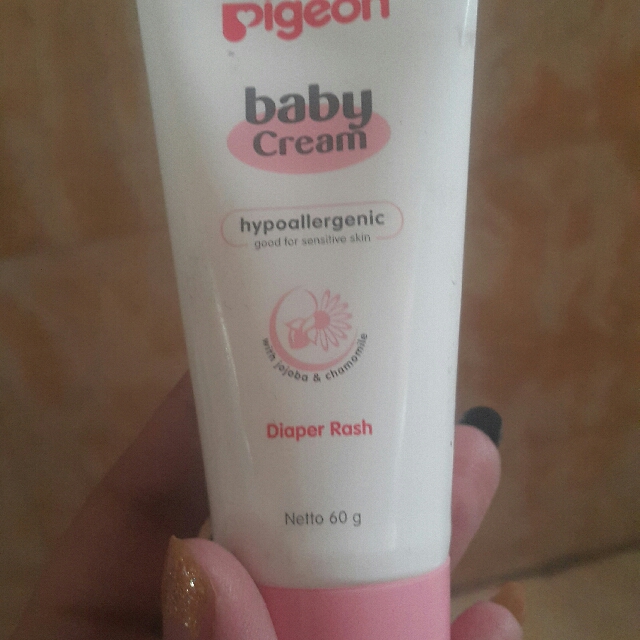 pigeon
baby
Cream
hypoallergenic
good for sensitive skin
with jojoba & chamomile
Diaper Rash
Netto 60 g